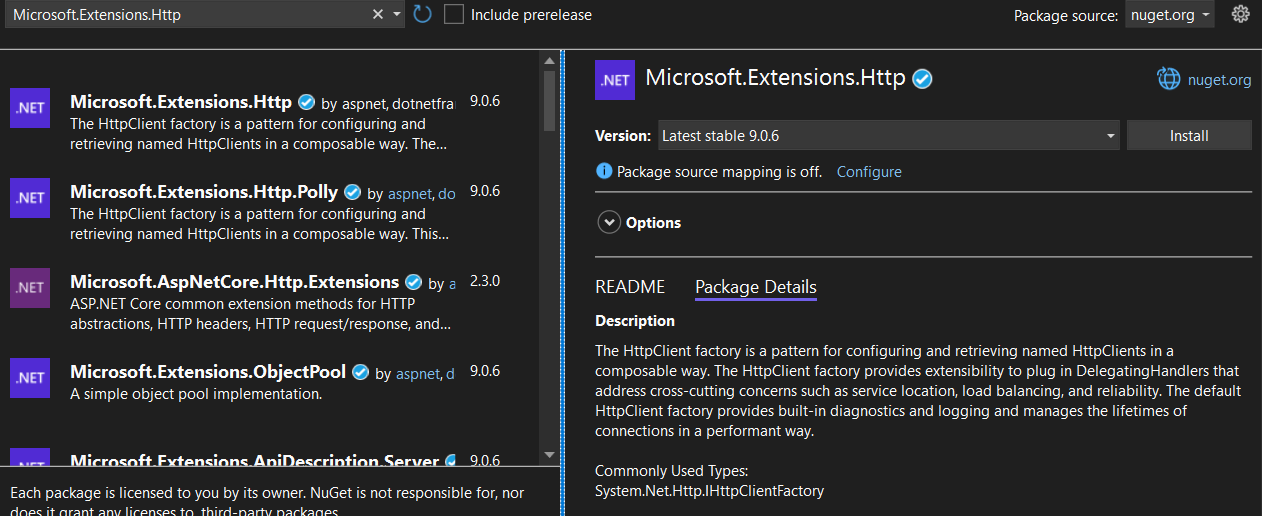 Microsoft.Extensions.Http
Include prerelease
Package source: nuget.org
.NET
Microsoft.Extensions.Http by aspnet, dotnetfra 9.0.6
The HttpClient factory is a pattern for configuring and
retrieving named HttpClients in a composable way. The...
.NET
Microsoft.Extensions.Http.Polly by aspnet, do 9.0.6
The HttpClient factory is a pattern for configuring and
retrieving named HttpClients in a composable way. This...
.NET
Microsoft.AspNetCore.Http.Extensions by a 2.3.0
ASP.NET Core common extension methods for HTTP
abstractions, HTTP headers, HTTP request/response, and...
.NET
Microsoft.Extensions.ObjectPool by aspnet, d 9.0.6
A simple object pool implementation.
.NET
Microsoft.Extensions.ApiDescription.Server 9.0.6
Each package is licensed to you by its owner. NuGet is not responsible for, nor
does it grant any licenses to, third-party packages.
.NET
Microsoft.Extensions.Http
nuget.org
Version: Latest stable 9.0.6
Install
Package source mapping is off. Configure
Options
README Package Details
Description
The HttpClient factory is a pattern for configuring and retrieving named HttpClients in a
composable way. The HttpClient factory provides extensibility to plug in DelegatingHandlers that
address cross-cutting concerns such as service location, load balancing, and reliability. The default
HttpClient factory provides built-in diagnostics and logging and manages the lifetimes of
connections in a performant way.
Commonly Used Types:
System.Net.Http.IHttpClientFactory